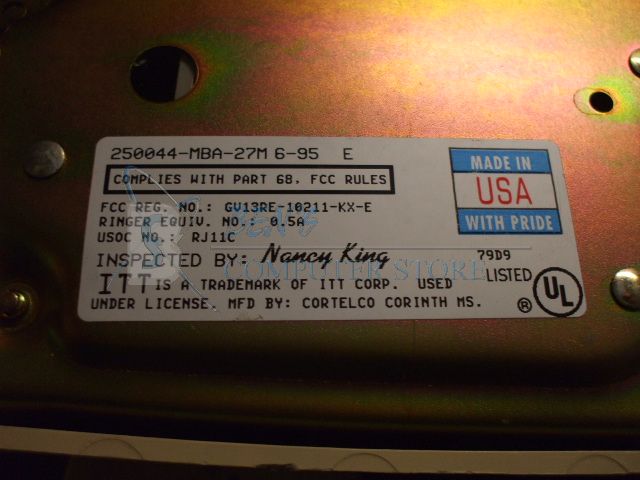 250044-MBA-27M 6-95 E
COMPLIES WITH PART 68, FCC RULES
FCC REG. NO.: GV13RE-10211-KX-E
RINGER EQUIV. NO.: 0.5A
USOC NO.: RJ11C
INSPECTED BY: Nancy King
ITT IS A TRADEMARK OF ITT CORP. USED
UNDER LICENSE. MFD BY: CORTELCO CORINTH MS.
MADE IN
USA
WITH PRIDE
79D9
LISTED
UL
®
COMPUTER STORE